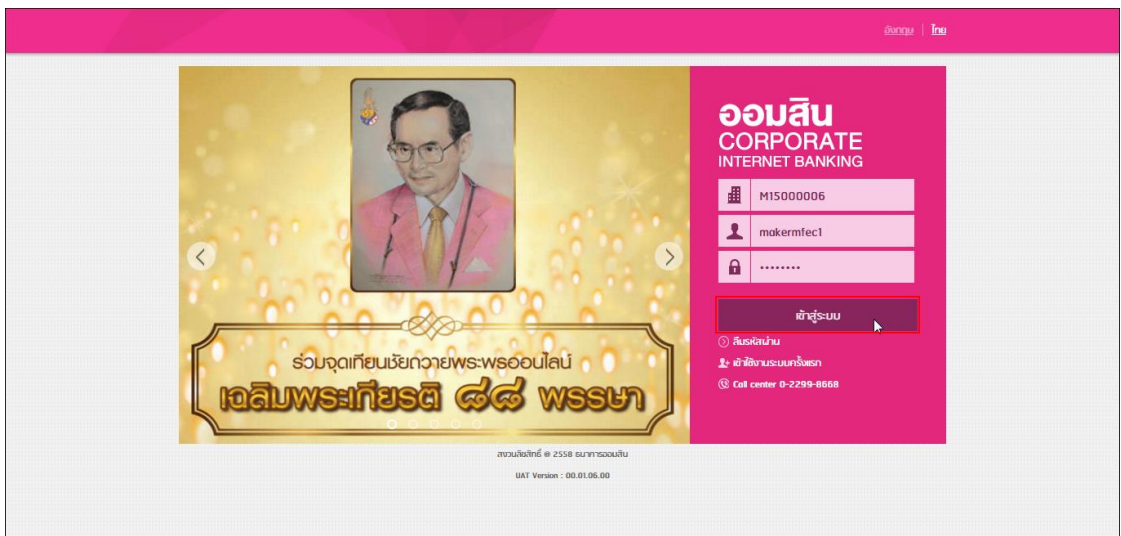 อังกฤษ | ไทย
ออมสิน
CORPORATE
INTERNET BANKING
M15000006
makermfec1
••••••••
เข้าสู่ระบบ
ลืมรหัสผ่าน
เข้าใช้งานระบบครั้งแรก
Call center 0-2299-8668
ร่วมจุดเทียนชัยถวายพระพรออนไลน์
เฉลิมพระเกียรติ ๘๘ พรรษา
สงวนลิขสิทธิ์ @ 2558 ธนาคารออมสิน
UAT Version : 00.01.06.00